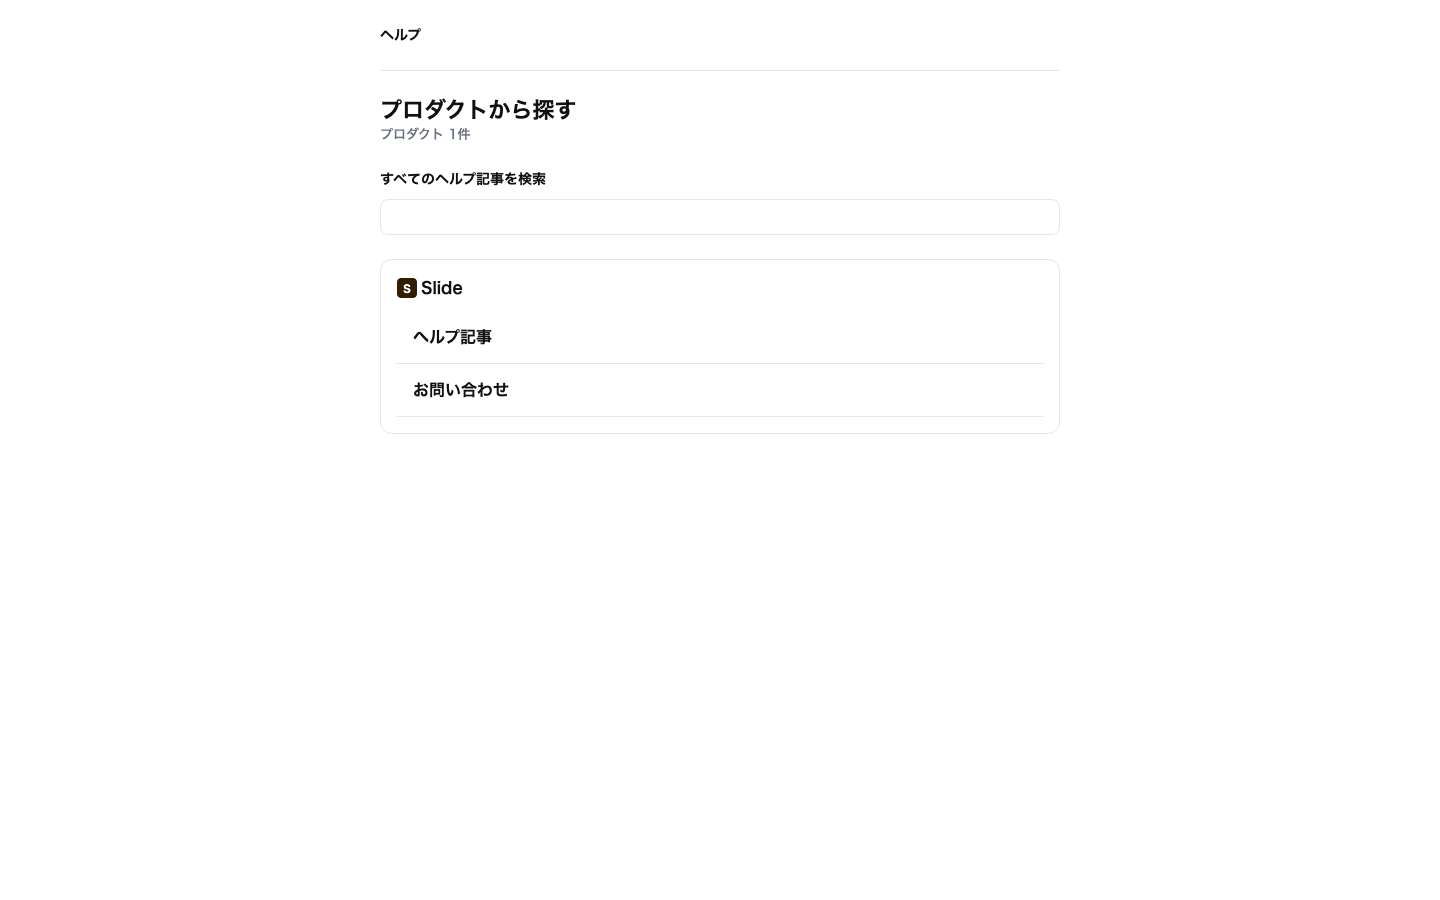 ヘルプ
プロダクトから探す
プロダクト 1件
すべてのヘルプ記事を検索
S Slide
ヘルプ記事
お問い合わせ